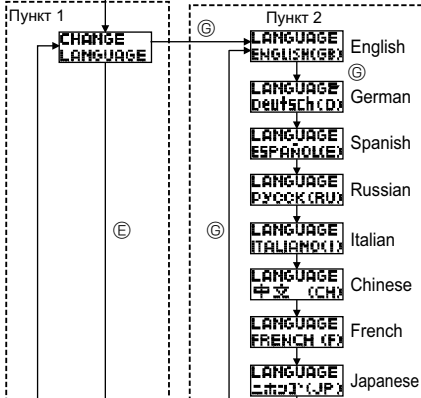 Пункт 1
Пункт 2
CHANGE
LANGUAGE
G
LANGUAGE
ENGLISH(GB)
English
G
LANGUAGE
Deutsch(D)
German
LANGUAGE
ESPAÑOL(E)
Spanish
LANGUAGE
РУССК(RU)
Russian
E
G
LANGUAGE
ITALIANO(I)
Italian
LANGUAGE
中文 (CH)
Chinese
LANGUAGE
FRENCH (F)
French
LANGUAGE
ニホンゴ(JP)
Japanese